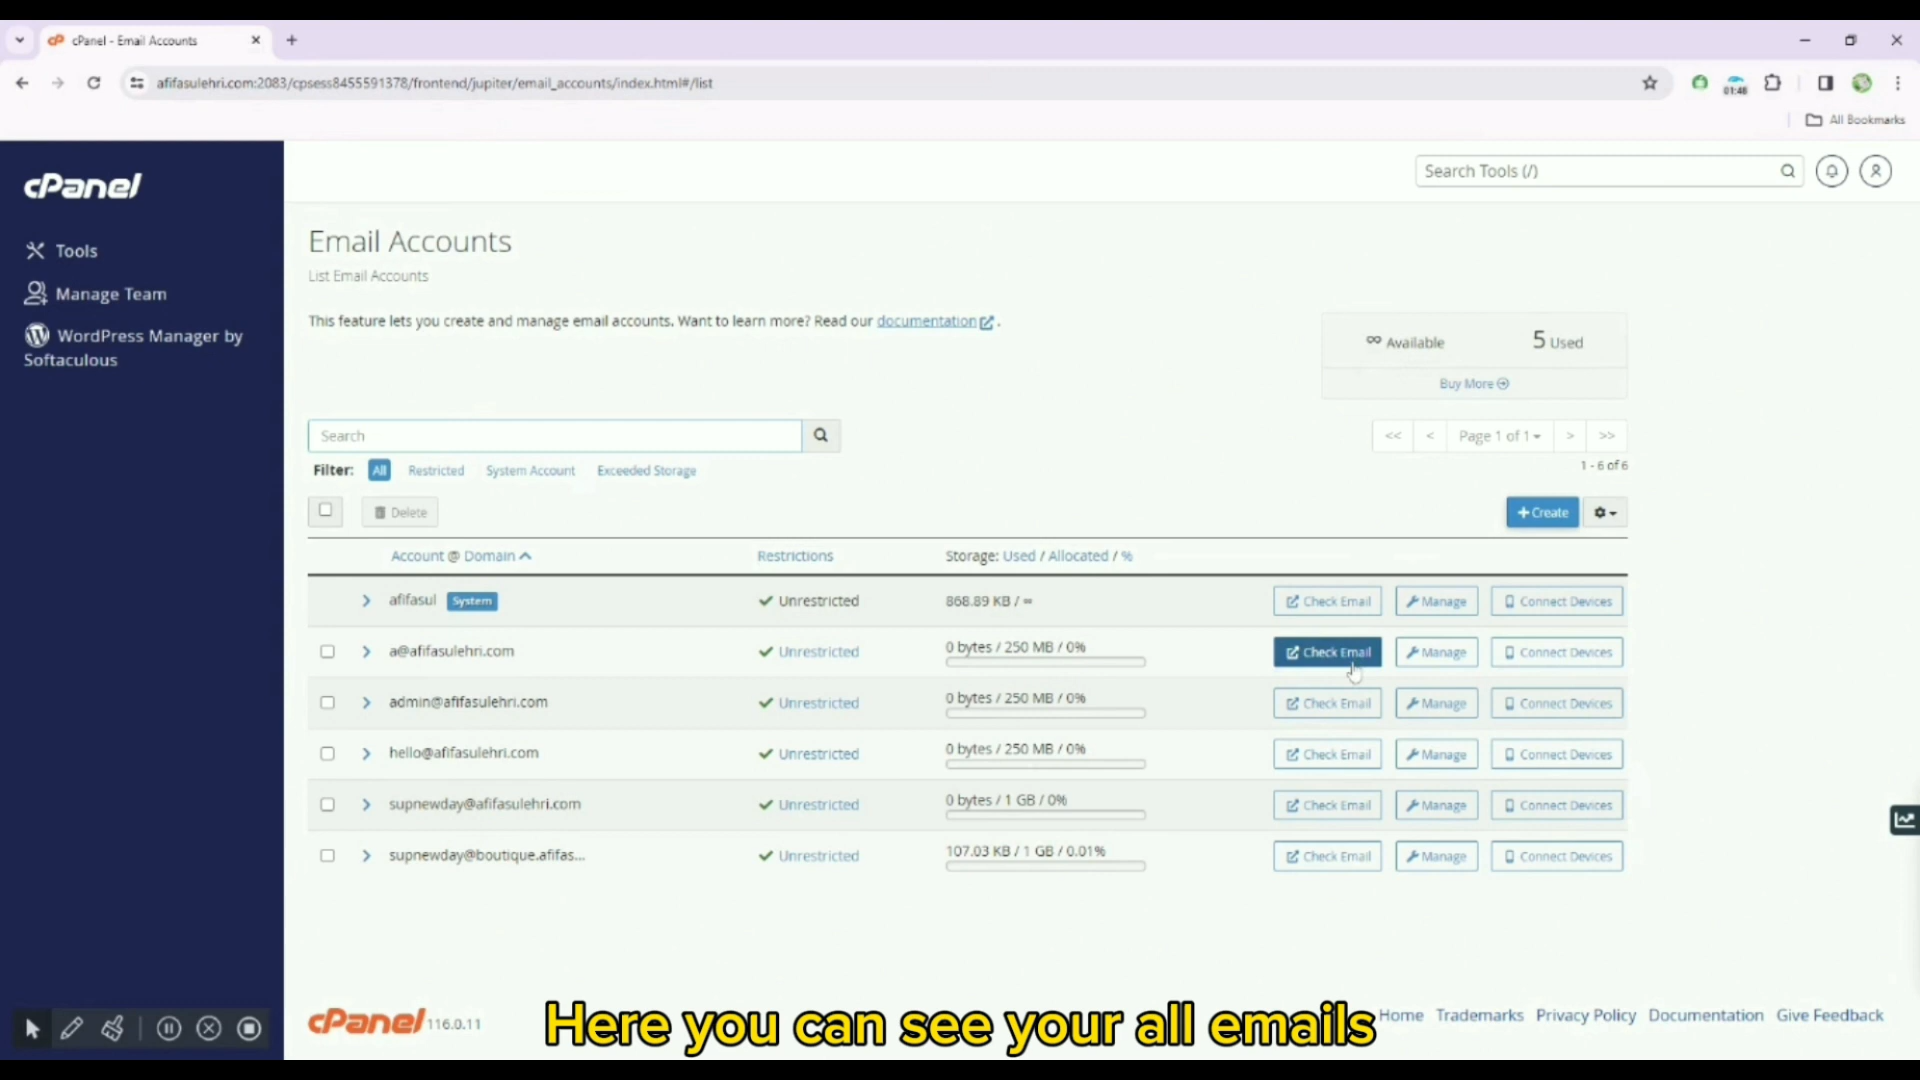 cPanel - Email Accounts
afifasulehri.com:2083/cpsess8455591378/frontend/jupiter/email_accounts/index.html#/list
01:46
All Bookmarks
cPanel
Search Tools (/)
Tools
Manage Team
WordPress Manager by
Softaculous
Email Accounts
List Email Accounts
This feature lets you create and manage email accounts. Want to learn more? Read our documentation .
∞ Available
5 Used
Buy More
Search
<< < Page 1 of 1 > >>
Filter: All Restricted System Account Exceeded Storage
1 - 6 of 6
Delete
+ Create
Account @ Domain Restrictions Storage: Used / Allocated / %
afifasul System Unrestricted 868.89 KB / ∞ Check Email Manage Connect Devices
a@afifasulehri.com Unrestricted 0 bytes / 250 MB / 0% Check Email Manage Connect Devices
admin@afifasulehri.com Unrestricted 0 bytes / 250 MB / 0% Check Email Manage Connect Devices
hello@afifasulehri.com Unrestricted 0 bytes / 250 MB / 0% Check Email Manage Connect Devices
supnewday@afifasulehri.com Unrestricted 0 bytes / 1 GB / 0% Check Email Manage Connect Devices
supnewday@boutique.afifas... Unrestricted 107.03 KB / 1 GB / 0.01% Check Email Manage Connect Devices
cPanel 116.0.11
Here you can see your all emails
Home Trademarks Privacy Policy Documentation Give Feedback